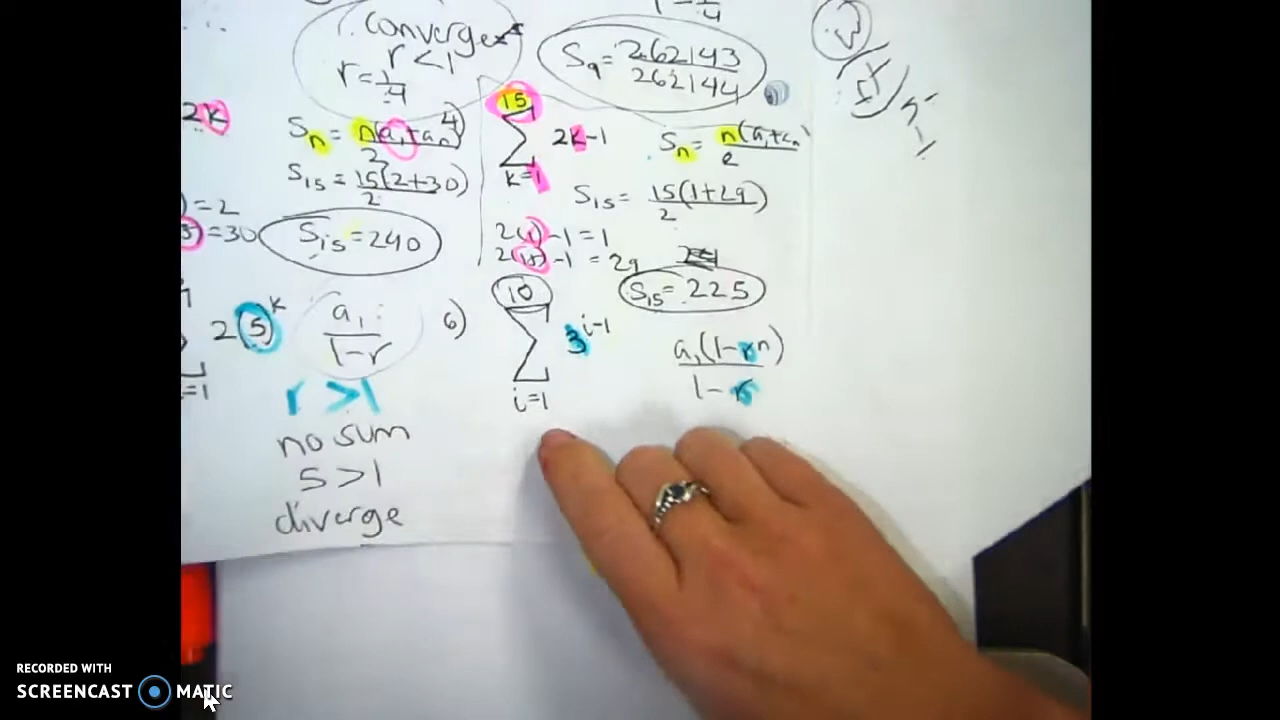 converges
r < 1
r = 1/4
S9 = 262143/262144
2k
Sn = n(a1+an)/2
S15 = 15(2+30)/2
) = 2
) = 30
S15 = 240
15
∑ 2k-1
k=1
Sn = n(a1+an)/2
S15 = 15(1+29)/2
2(1)-1 = 1
2(15)-1 = 29
S15 = 225
2(5)^k
=1
a1/(1-r)
r > 1
no sum
5 > 1
diverge
6)
10
∑ 3^(i-1)
i=1
a1(1-r^n)/(1-r)
RECORDED WITH
SCREENCAST MATIC